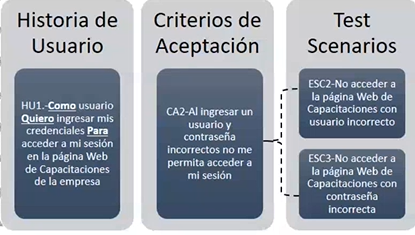 Historia de
Usuario
HU1.-Como usuario
Quiero ingresar mis
credenciales Para
acceder a mi sesión
en la página Web
de Capacitaciones
de la empresa
Criterios de
Aceptación
CA2-Al ingresar un
usuario y
contraseña
incorrectos no me
permita acceder a
mi sesión
Test
Scenarios
ESC2-No acceder a
la página Web de
Capacitaciones con
usuario incorrecto
ESC3-No acceder a
la página Web de
Capacitaciones con
contraseña
incorrecta